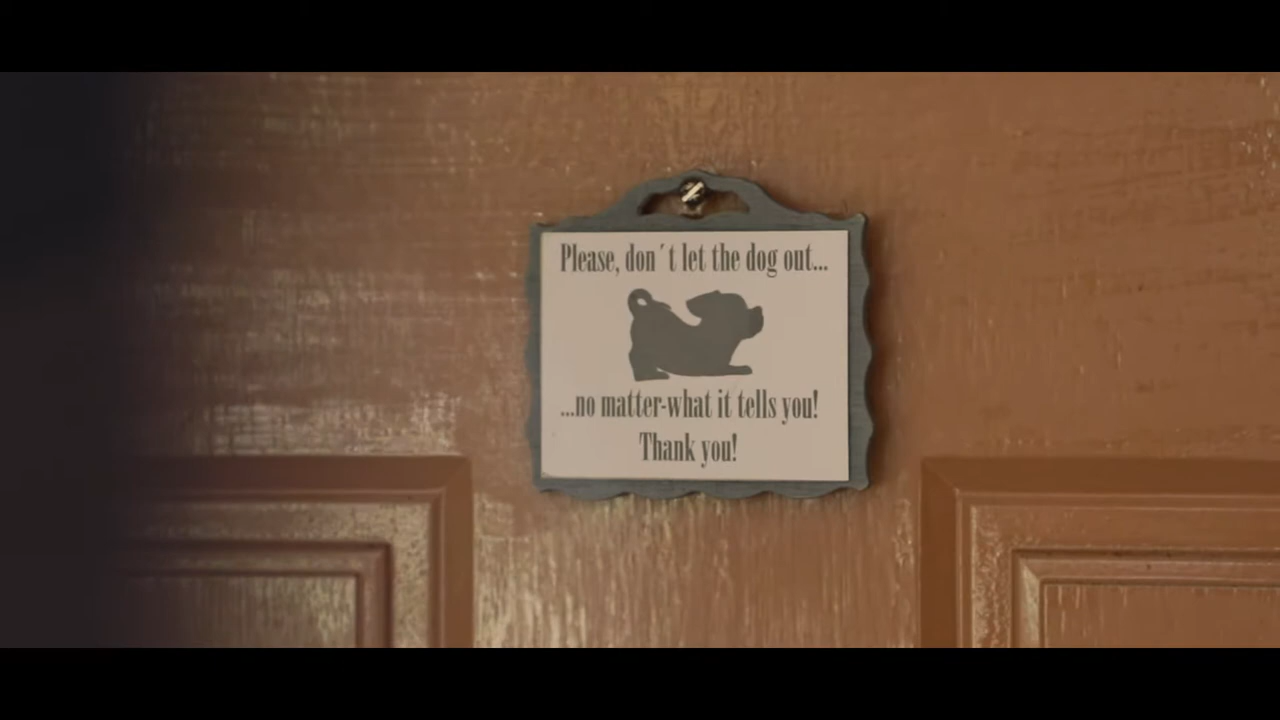 Please, don´t let the dog out...
...no matter-what it tells you!
Thank you!